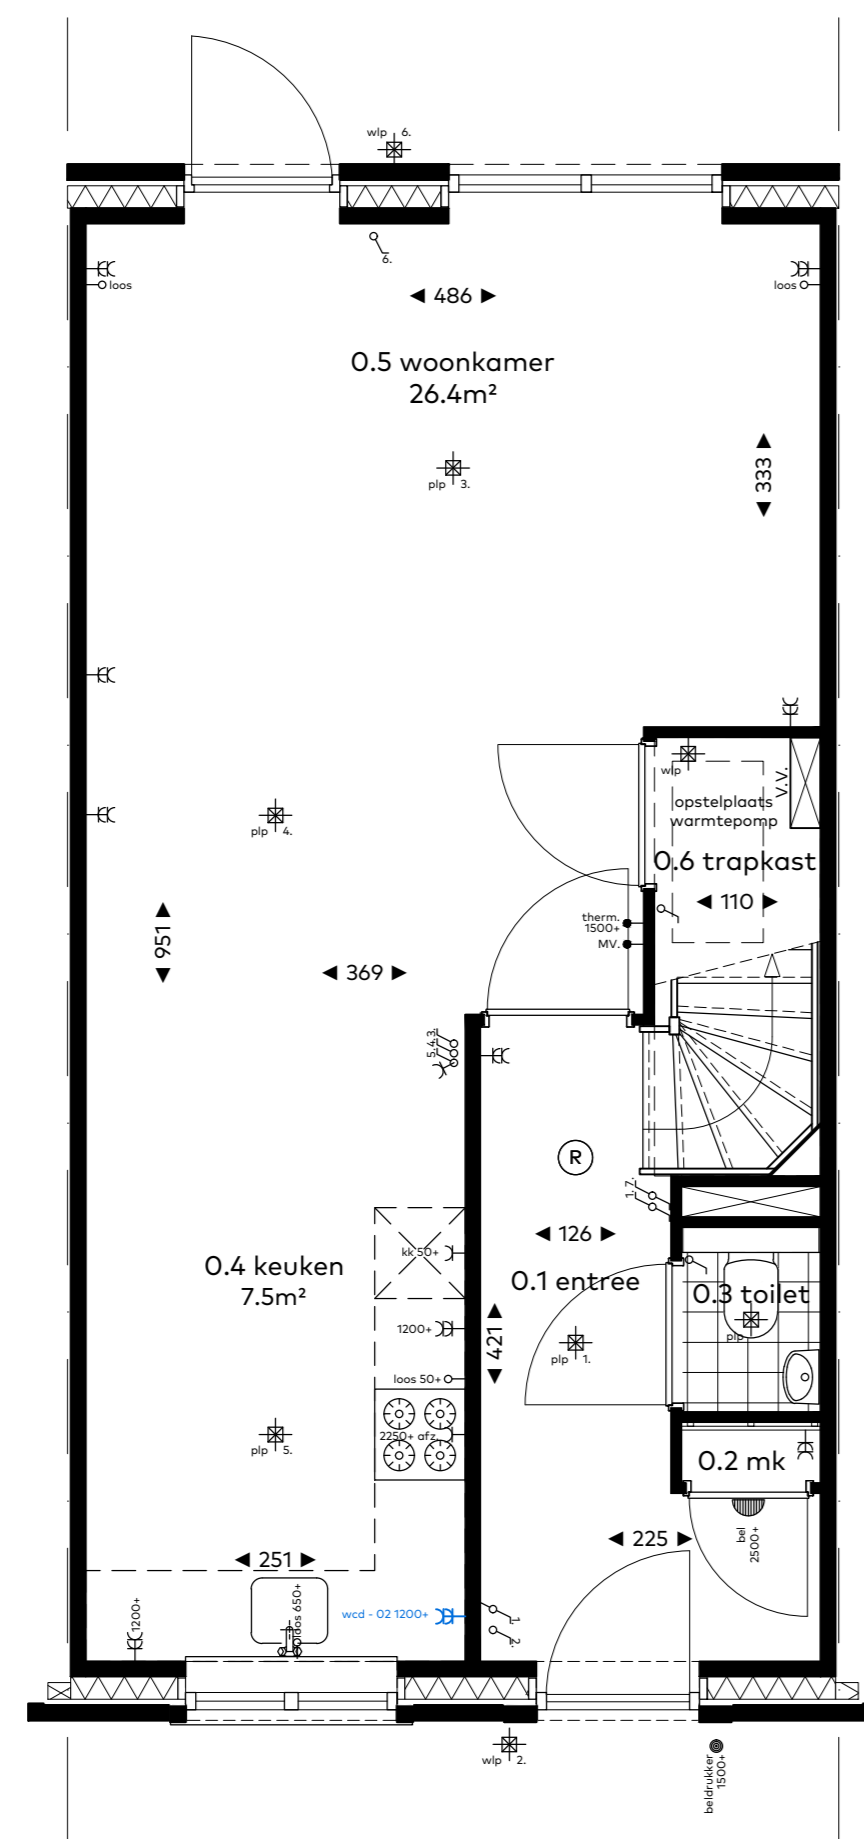 wlp 6.
6.
loos
loos
◄ 486 ►
0.5 woonkamer
26.4m²
◄ 333 ►
plp 3.
wlp
V.V.
opstelplaats
warmtepomp
plp 4.
0.6 trapkast
◄ 110 ►
therm.
1500+
MV.
◄ 951 ►
◄ 369 ►
5.4.3.
R
1.7.
◄ 126 ►
kk 50+
0.4 keuken
7.5m²
0.1 entree
0.3 toilet
1200+
◄ 421 ►
plp 1.
plp
loos 50+
2250+ afz.
plp 5.
0.2 mk
bel
2500+
◄ 225 ►
◄ 251 ►
1200+
loos 650+
wcd - 02 1200+
1.
2.
wlp 2.
beldrukker
1500+